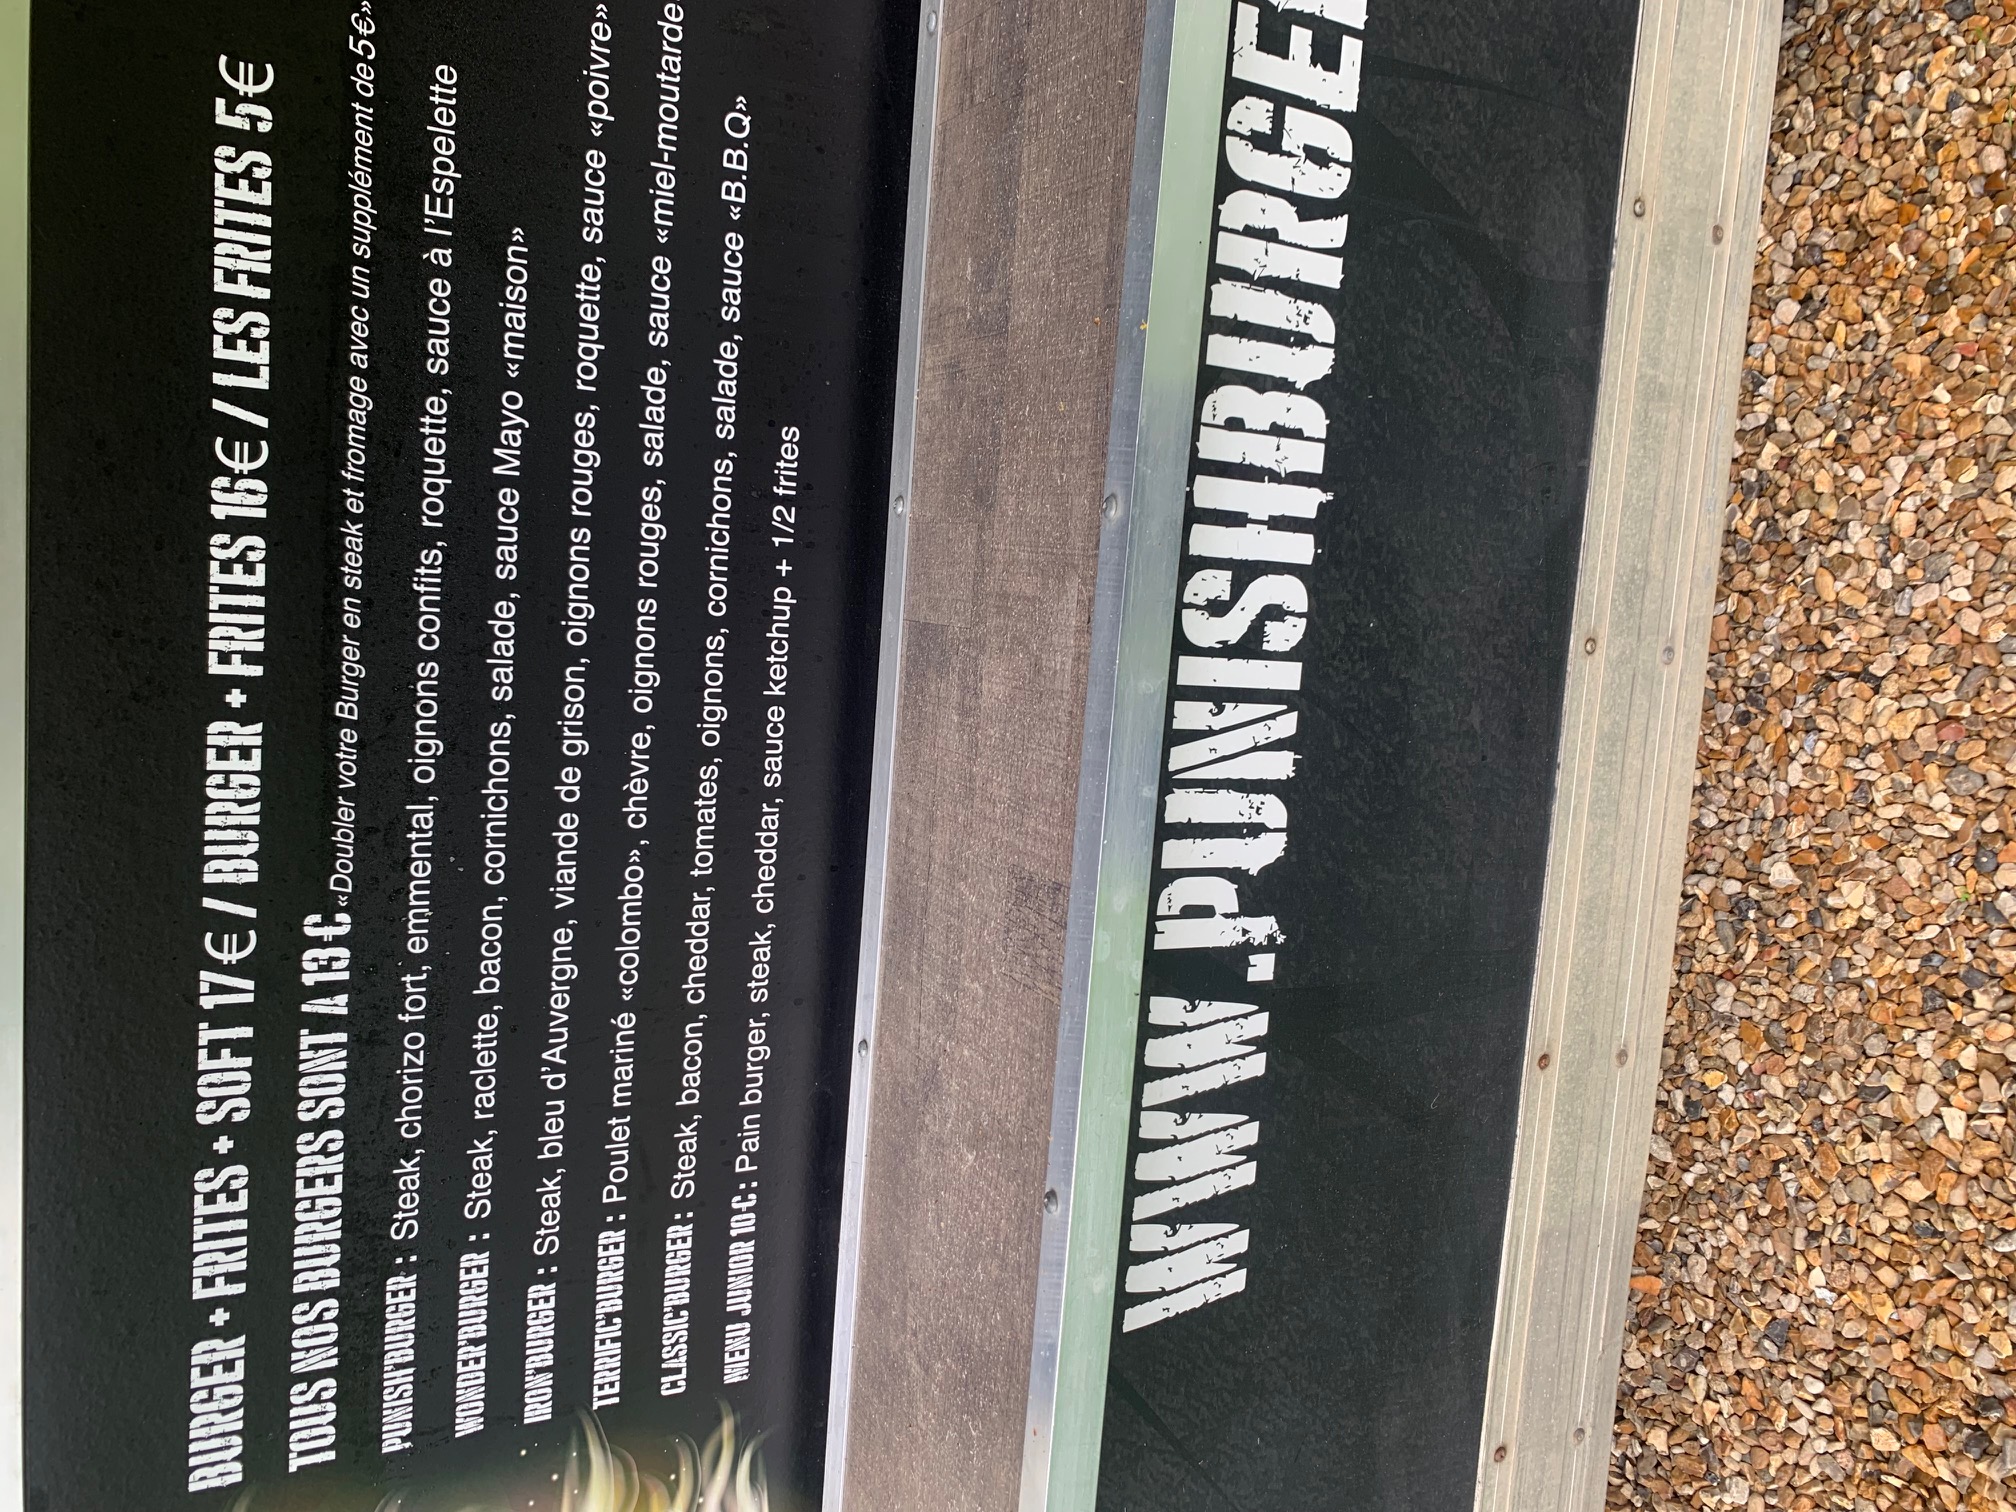 BURGER + FRITES + SOFT 17€ / BURGER + FRITES 16€ / LES FRITES 5€
TOUS NOS BURGERS SONT A 13€ «Doubler votre Burger en steak et fromage avec un supplément de 5€»
PUNISH'BURGER : Steak, chorizo fort, emmental, oignons confits, roquette, sauce à l'Espelette
WONDER'BURGER : Steak, raclette, bacon, cornichons, salade, sauce Mayo «maison»
IRON'BURGER : Steak, bleu d'Auvergne, viande de grison, oignons rouges, roquette, sauce «poivre»
TERRIFIC'BURGER : Poulet mariné «colombo», chèvre, oignons rouges, salade, sauce «miel-moutarde
CLASSIC'BURGER : Steak, bacon, cheddar, tomates, oignons, cornichons, salade, sauce «B.B.Q»
MENU JUNIOR 10€ : Pain burger, steak, cheddar, sauce ketchup + 1/2 frites
WWW.PUNISHBURGER